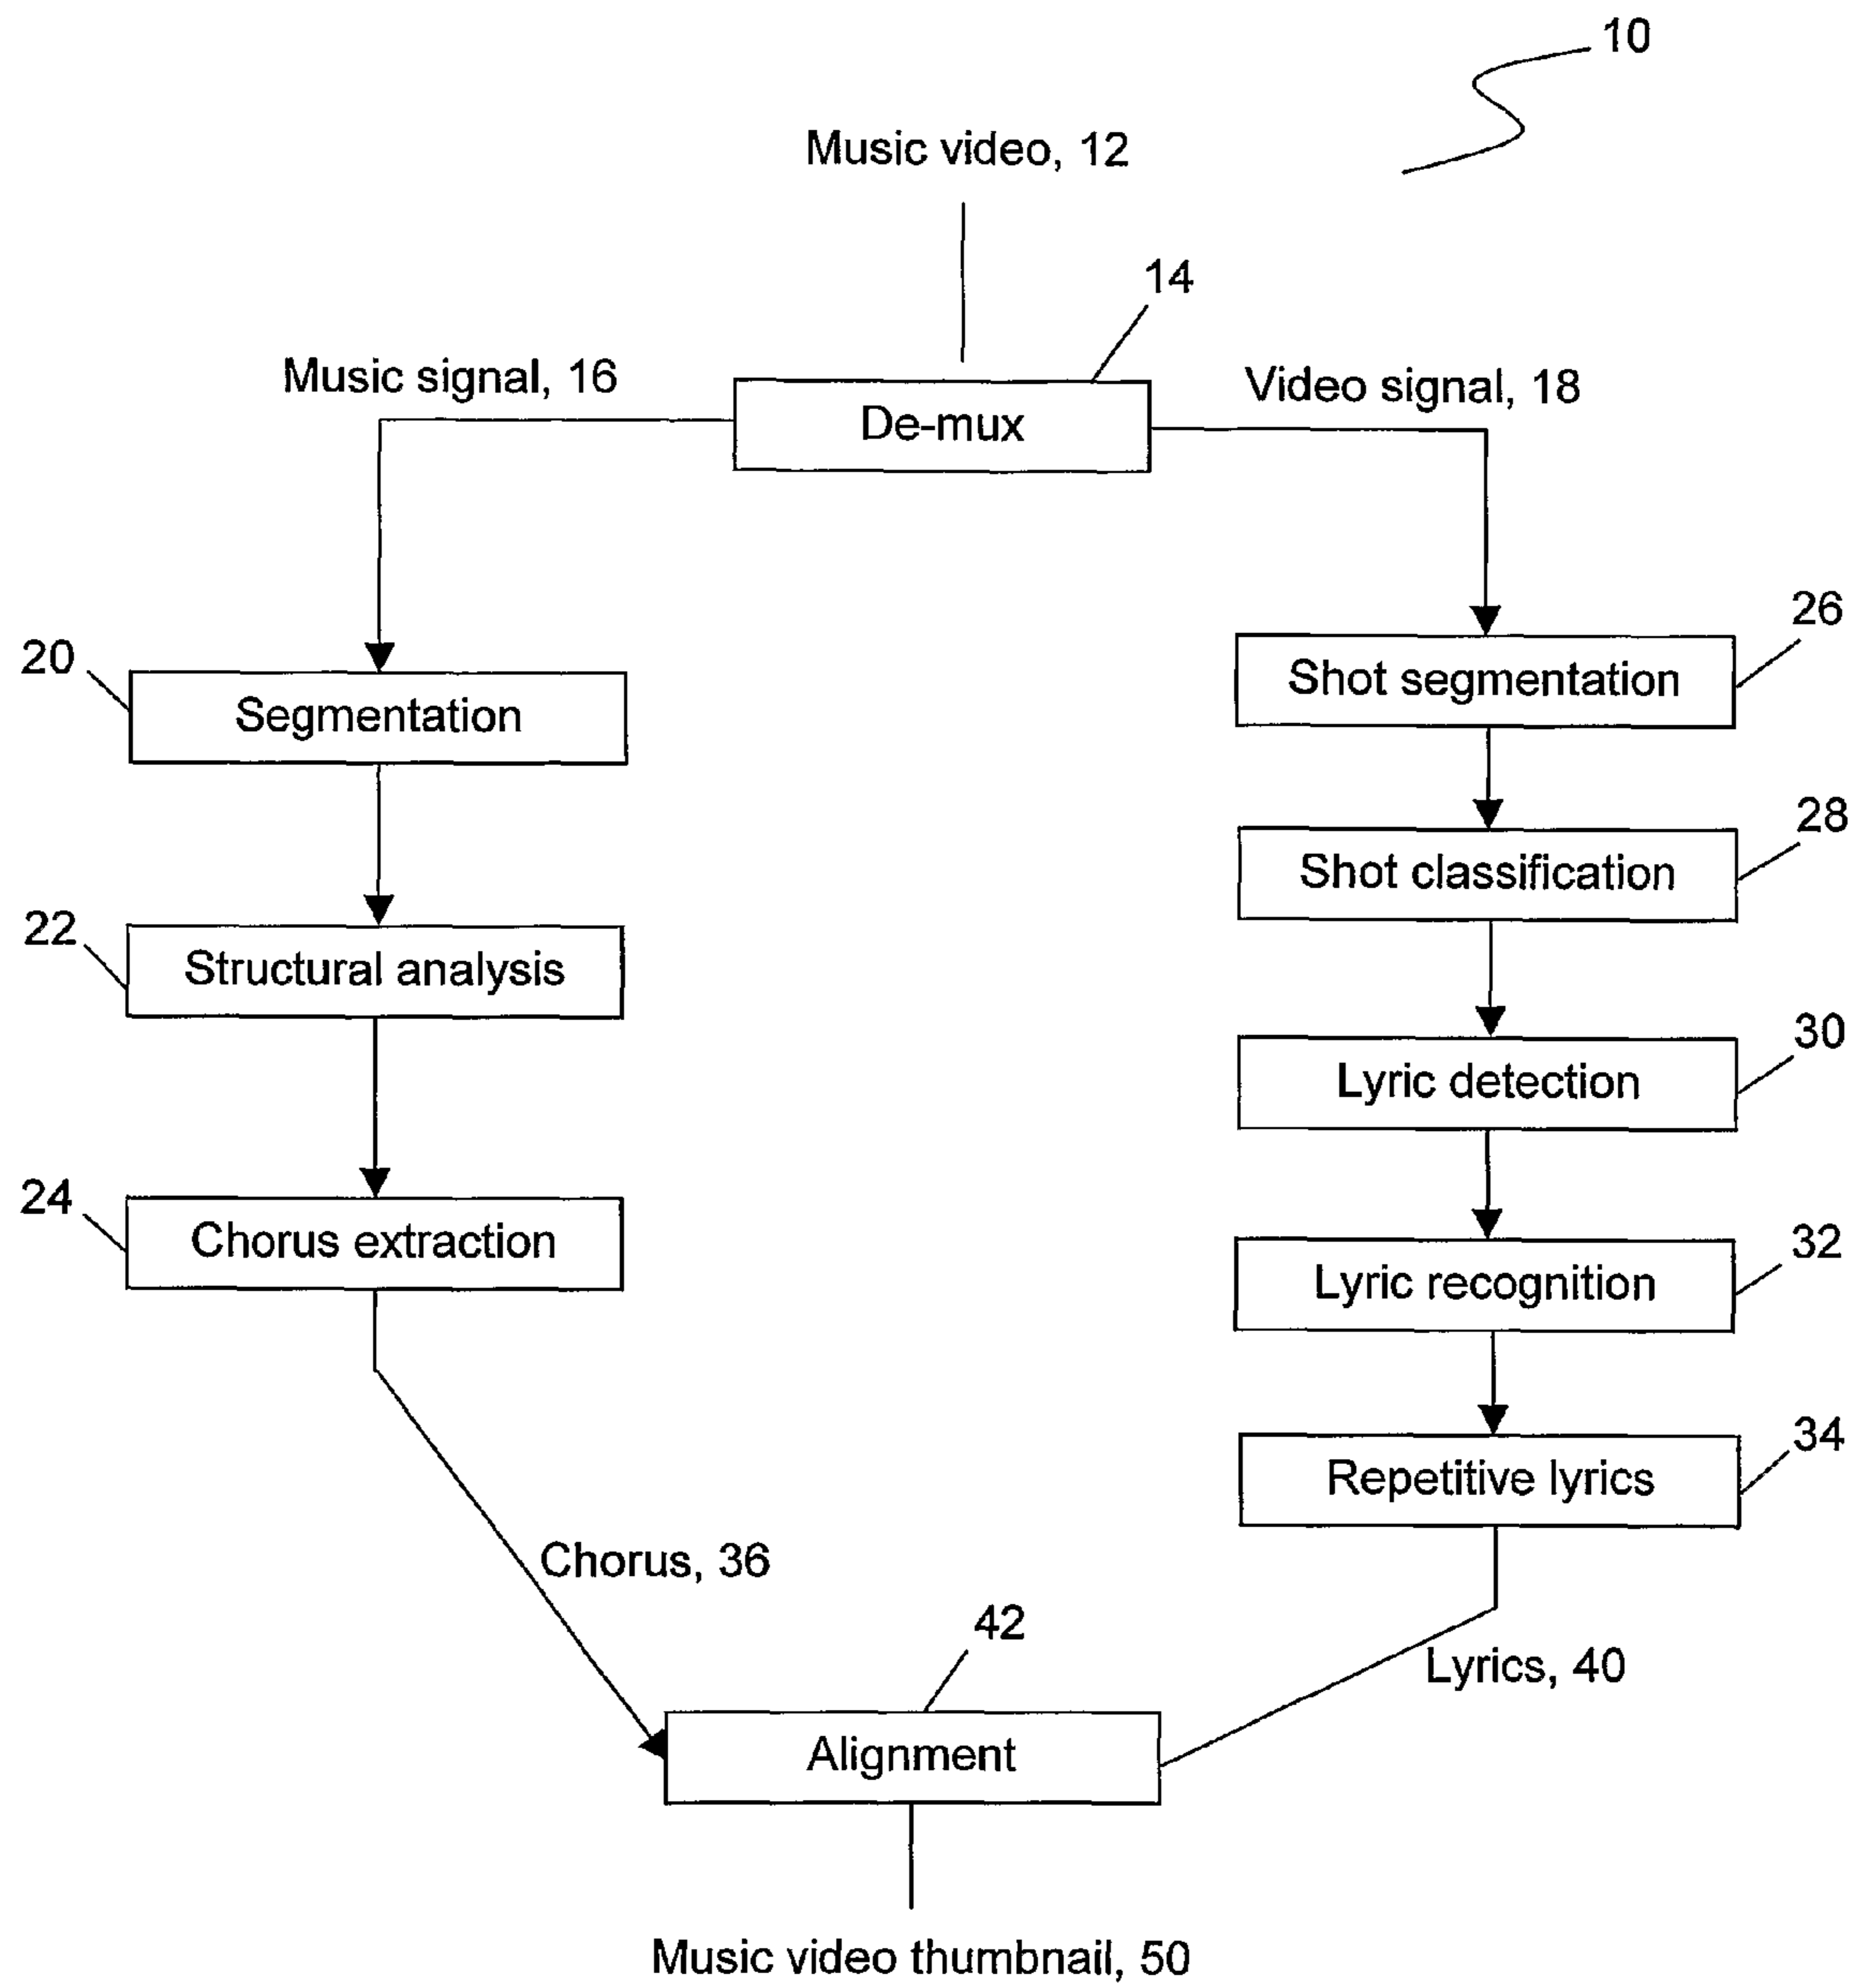 10
Music video, 12
14
Music signal, 16
Video signal, 18
De-mux
26
20
Shot segmentation
Segmentation
28
Shot classification
22
Structural analysis
30
Lyric detection
24
Chorus extraction
32
Lyric recognition
34
Repetitive lyrics
Chorus, 36
42
Lyrics, 40
Alignment
Music video thumbnail, 50